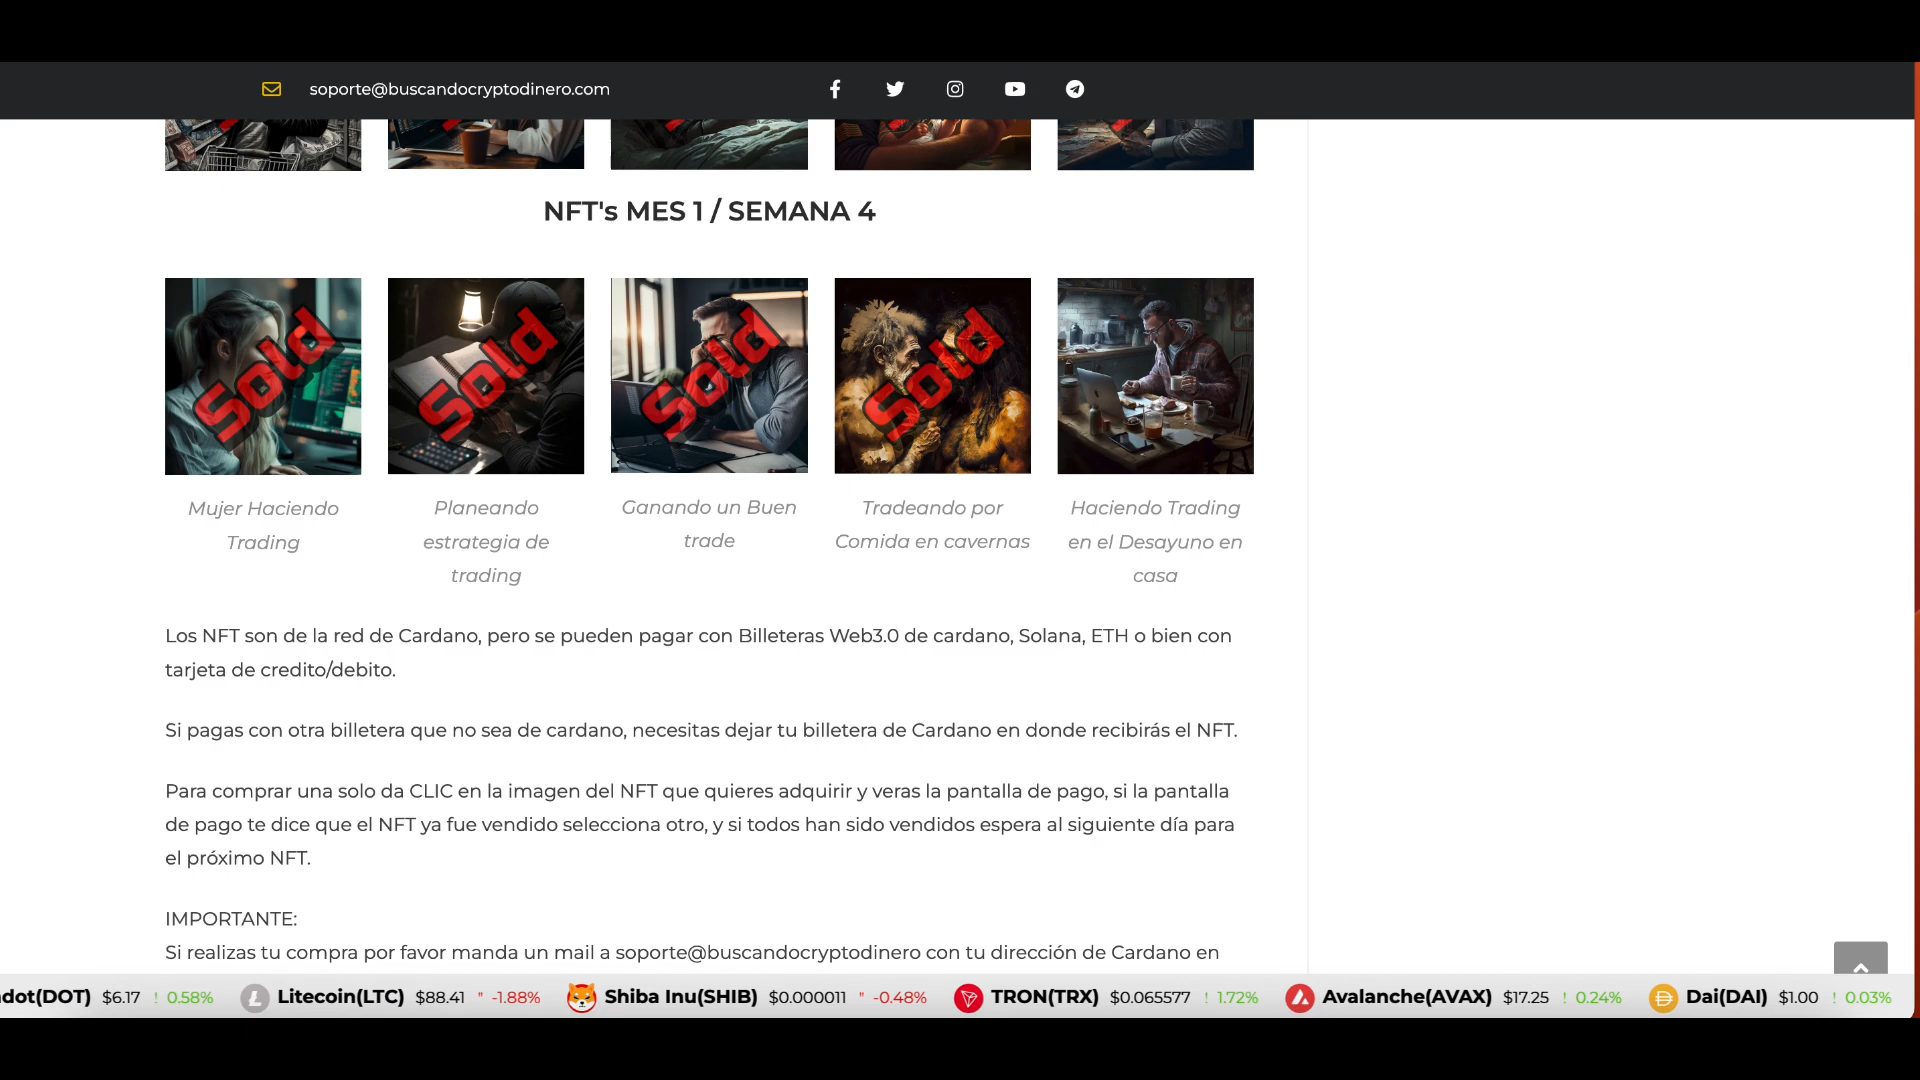 soporte@buscandocryptodinero.com
NFT's MES 1 / SEMANA 4
Sold
Sold
Sold
Sold
Mujer Haciendo
Trading
Planeando
estrategia de
trading
Ganando un Buen
trade
Tradeando por
Comida en cavernas
Haciendo Trading
en el Desayuno en
casa
Los NFT son de la red de Cardano, pero se pueden pagar con Billeteras Web3.0 de cardano, Solana, ETH o bien con
tarjeta de credito/debito.
Si pagas con otra billetera que no sea de cardano, necesitas dejar tu billetera de Cardano en donde recibirás el NFT.
Para comprar una solo da CLIC en la imagen del NFT que quieres adquirir y veras la pantalla de pago, si la pantalla
de pago te dice que el NFT ya fue vendido selecciona otro, y si todos han sido vendidos espera al siguiente día para
el próximo NFT.
IMPORTANTE:
Si realizas tu compra por favor manda un mail a soporte@buscandocryptodinero con tu dirección de Cardano en
dot(DOT) $6.17 ! 0.58% Litecoin(LTC) $88.41 " -1.88% Shiba Inu(SHIB) $0.000011 " -0.48% TRON(TRX) $0.065577 ! 1.72% Avalanche(AVAX) $17.25 ! 0.24% Dai(DAI) $1.00 ! 0.03%